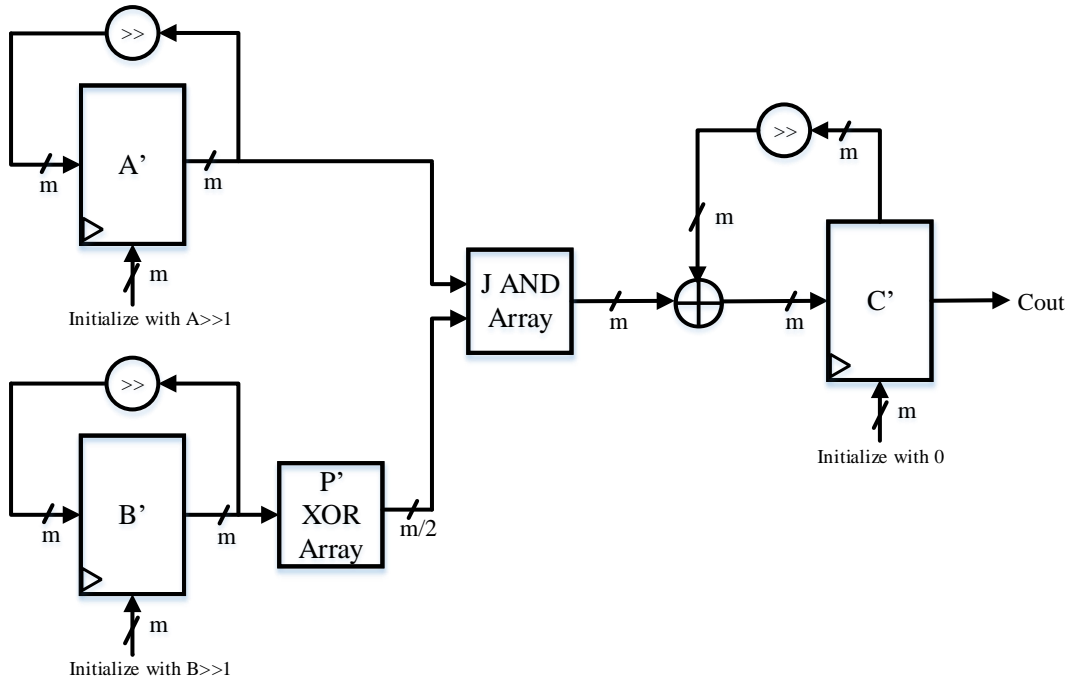 >>
m
A'
m
m
Initialize with A>>1
>>
m
B'
m
m
Initialize with B>>1
P'
XOR
Array
m/2
J AND
Array
m
>>
m
m
m
C'
Cout
m
Initialize with 0